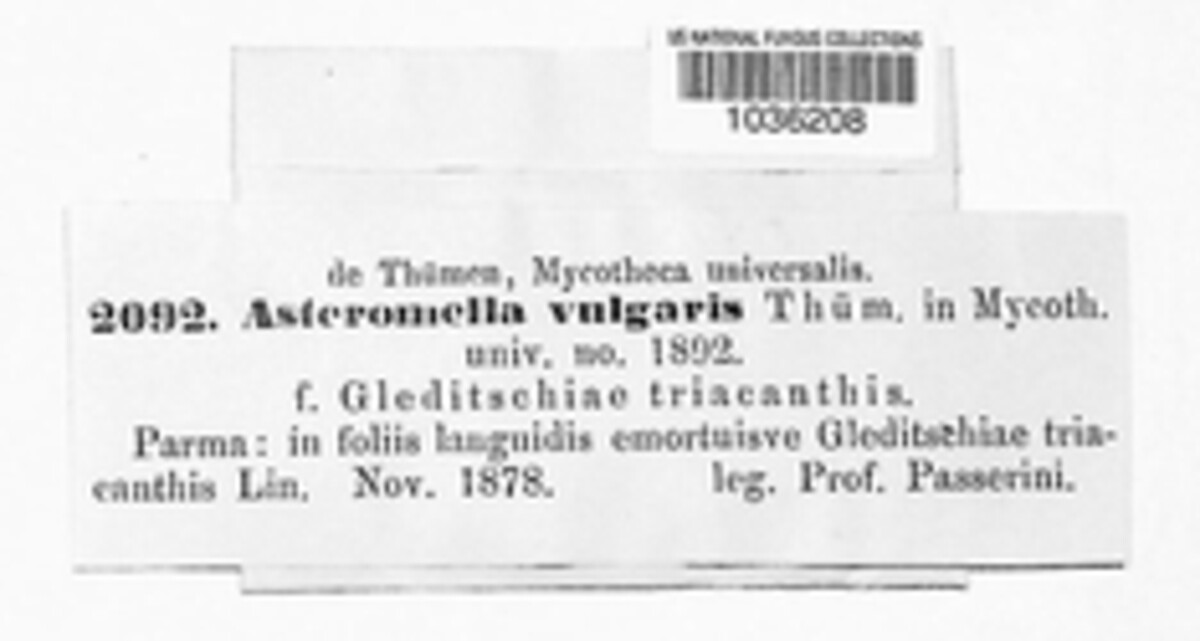 US NATIONAL FUNGUS COLLECTIONS
1036208
de Thümen, Mycotheca universalis.
2092. Asteromella vulgaris Thüm. in Mycoth.
univ. no. 1892.
f. Gleditschiae triacanthis.
Parma: in foliis languidis emortuisve Gleditschiae tria-
canthis Lin. Nov. 1878. leg. Prof. Passerini.